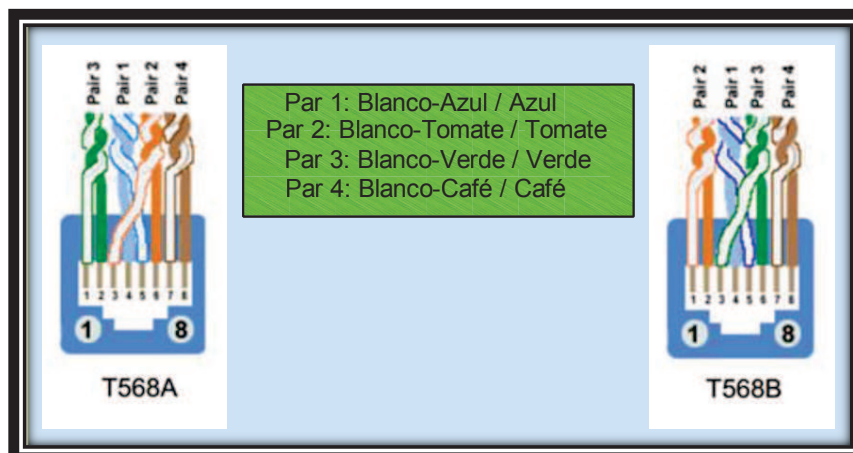 Pair 3
Pair 1
Pair 2
Pair 4
1 2 3 4 5 6 7 8
1 8
T568A
Par 1: Blanco-Azul / Azul
Par 2: Blanco-Tomate / Tomate
Par 3: Blanco-Verde / Verde
Par 4: Blanco-Café / Café
Pair 2
Pair 1
Pair 3
Pair 4
1 2 3 4 5 6 7 8
1 8
T568B